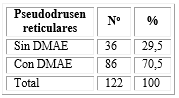 Pseudodrusen
reticulares Nº %
Sin DMAE 36 29,5
Con DMAE 86 70,5
Total 122 100